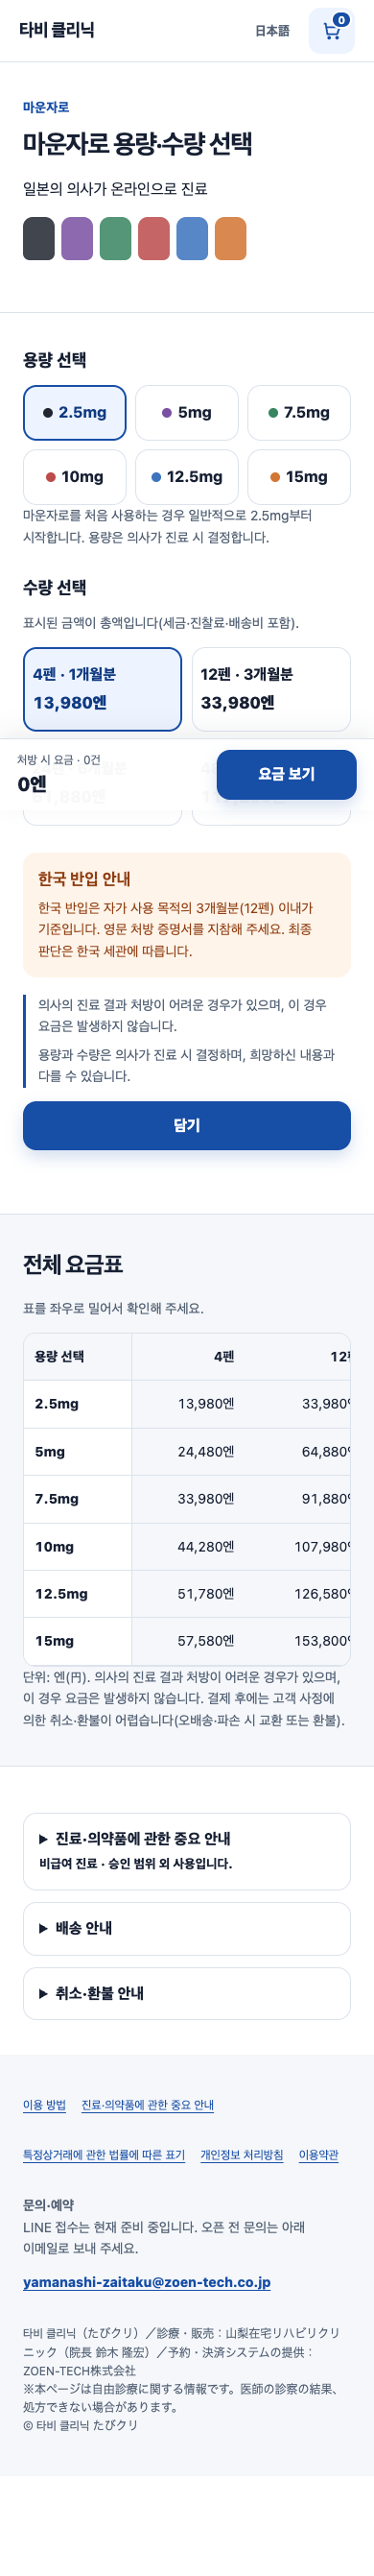 타비 클리닉
日本語
0
마운자로
마운자로 용량·수량 선택
일본의 의사가 온라인으로 진료
용량 선택
2.5mg
5mg
7.5mg
10mg
12.5mg
15mg
마운자로를 처음 사용하는 경우 일반적으로 2.5mg부터
시작합니다. 용량은 의사가 진료 시 결정합니다.
수량 선택
표시된 금액이 총액입니다(세금·진찰료·배송비 포함).
4펜 · 1개월분
13,980엔
12펜 · 3개월분
33,980엔
처방 시 요금 · 0건
0엔
요금 보기
한국 반입 안내
한국 반입은 자가 사용 목적의 3개월분(12펜) 이내가
기준입니다. 영문 처방 증명서를 지참해 주세요. 최종
판단은 한국 세관에 따릅니다.
의사의 진료 결과 처방이 어려운 경우가 있으며, 이 경우
요금은 발생하지 않습니다.
용량과 수량은 의사가 진료 시 결정하며, 희망하신 내용과
다를 수 있습니다.
담기
전체 요금표
표를 좌우로 밀어서 확인해 주세요.
용량 선택 4펜 12펜
2.5mg 13,980엔 33,980엔
5mg 24,480엔 64,880엔
7.5mg 33,980엔 91,880엔
10mg 44,280엔 107,980엔
12.5mg 51,780엔 126,580엔
15mg 57,580엔 153,800엔
단위: 엔(円). 의사의 진료 결과 처방이 어려운 경우가 있으며,
이 경우 요금은 발생하지 않습니다. 결제 후에는 고객 사정에
의한 취소·환불이 어렵습니다(오배송·파손 시 교환 또는 환불).
진료·의약품에 관한 중요 안내
비급여 진료 · 승인 범위 외 사용입니다.
배송 안내
취소·환불 안내
이용 방법 진료·의약품에 관한 중요 안내
특정상거래에 관한 법률에 따른 표기 개인정보 처리방침 이용약관
문의·예약
LINE 접수는 현재 준비 중입니다. 오픈 전 문의는 아래
이메일로 보내 주세요.
yamanashi-zaitaku@zoen-tech.co.jp
타비 클리닉（たびクリ）／診療・販売：山梨在宅リハビリクリ
ニック（院長 鈴木 隆宏）／予約・決済システムの提供：
ZOEN-TECH株式会社
※本ページは自由診療に関する情報です。医師の診察の結果、
処方できない場合があります。
© 타비 클리닉 たびクリ